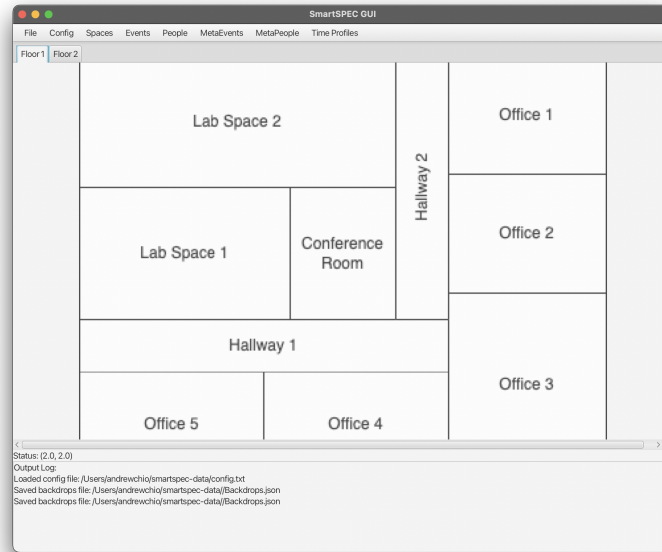 SmartSPEC GUI
File Config Spaces Events People MetaEvents MetaPeople Time Profiles
Floor 1 Floor 2
Lab Space 2
Hallway 2
Office 1
Office 2
Lab Space 1
Conference
Room
Hallway 1
Office 3
Office 5
Office 4
Status: (2.0, 2.0)
Output Log:
Loaded config file: /Users/andrewchio/smartspec-data/config.txt
Saved backdrops file: /Users/andrewchio/smartspec-data//Backdrops.json
Saved backdrops file: /Users/andrewchio/smartspec-data//Backdrops.json